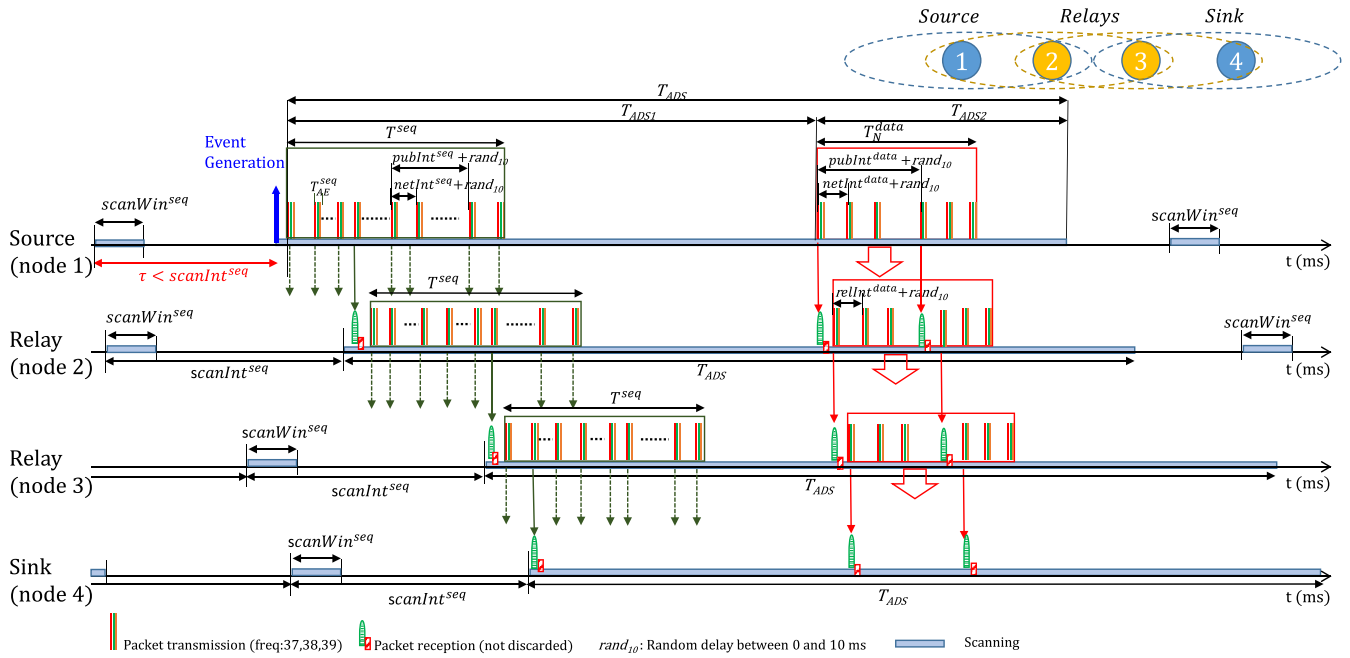 Source Relays Sink
1 2 3 4
T_ADS
T_ADS1 T_ADS2
T^seq T_N^data
Event
Generation
pubInt^seq+rand_10 pubInt^data+rand_10
T_AE^seq netInt^seq+rand_10 netInt^data+rand_10
scanWin^seq scanWin^seq
Source
(node 1)
τ < scanInt^seq
t (ms)
T^seq relInt^data+rand_10
scanWin^seq scanWin^seq
Relay
(node 2)
scanInt^seq T_ADS
t (ms)
T^seq
scanWin^seq
Relay
(node 3)
scanInt^seq T_ADS
t (ms)
scanWin^seq
Sink
(node 4)
scanInt^seq T_ADS
t (ms)
Packet transmission (freq:37,38,39) Packet reception (not discarded) rand_10: Random delay between 0 and 10 ms Scanning